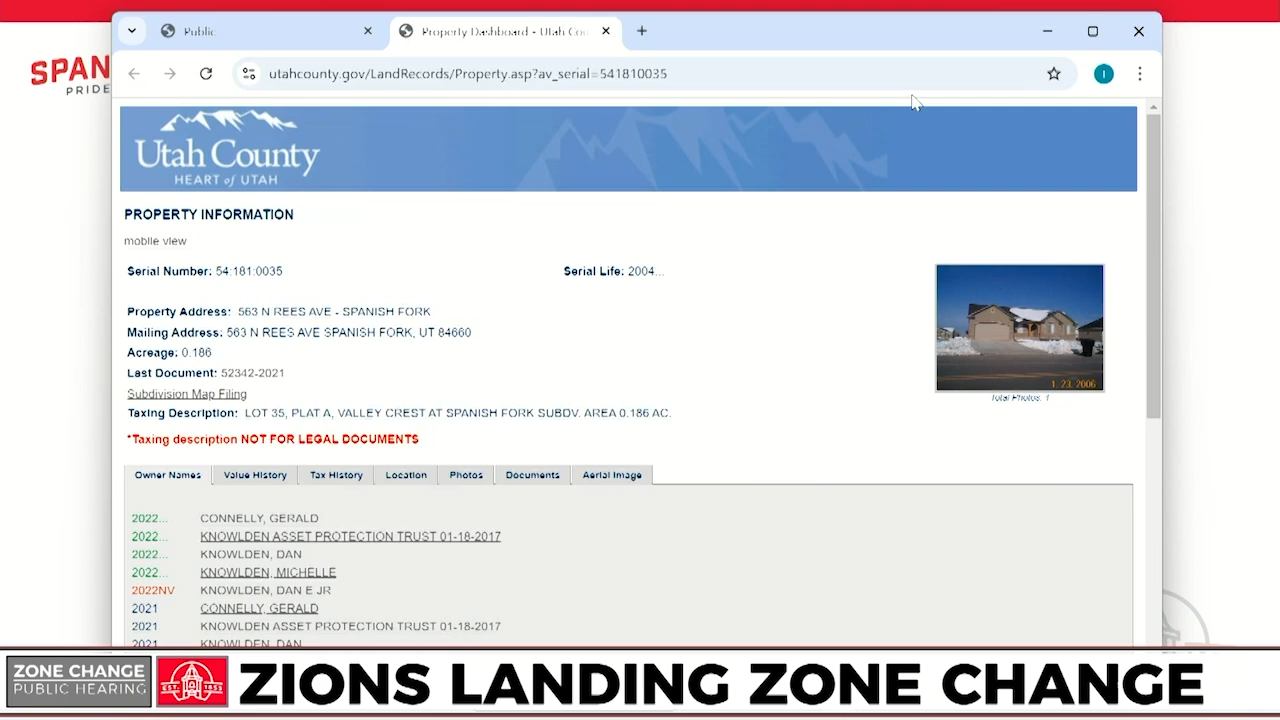 Public
Property Dashboard - Utah Cou
SPAN
PRIDE
utahcounty.gov/LandRecords/Property.asp?av_serial=541810035
I
Utah County
HEART of UTAH
PROPERTY INFORMATION
mobile view
Serial Number: 54:181:0035
Serial Life: 2004...
Property Address: 563 N REES AVE - SPANISH FORK
Mailing Address: 563 N REES AVE SPANISH FORK, UT 84660
Acreage: 0.186
Last Document: 52342-2021
Subdivision Map Filing
Taxing Description: LOT 35, PLAT A, VALLEY CREST AT SPANISH FORK SUBDV. AREA 0.186 AC.
*Taxing description NOT FOR LEGAL DOCUMENTS
1. 23. 2006
Total Photos: 1
Owner Names Value History Tax History Location Photos Documents Aerial Image
2022... CONNELLY, GERALD
2022... KNOWLDEN ASSET PROTECTION TRUST 01-18-2017
2022... KNOWLDEN, DAN
2022... KNOWLDEN, MICHELLE
2022NV KNOWLDEN, DAN E JR
2021 CONNELLY, GERALD
2021 KNOWLDEN ASSET PROTECTION TRUST 01-18-2017
2021 KNOWLDEN, DAN
ZONE CHANGE
PUBLIC HEARING
EST. 1853
ZIONS LANDING ZONE CHANGE